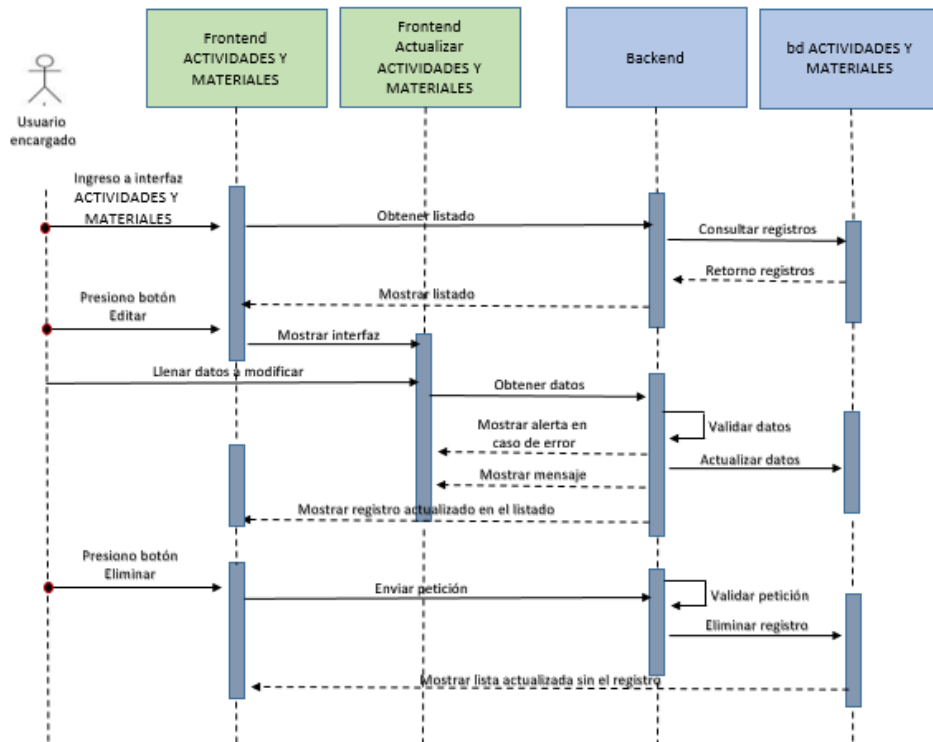 Frontend
ACTIVIDADES Y
MATERIALES
Frontend
Actualizar
ACTIVIDADES Y
MATERIALES
Backend
bd ACTIVIDADES Y
MATERIALES
Usuario
encargado
Ingreso a interfaz
ACTIVIDADES Y
MATERIALES
Obtener listado
Consultar registros
Retorno registros
Mostrar listado
Presiono botón
Editar
Mostrar interfaz
Llenar datos a modificar
Obtener datos
Validar datos
Mostrar alerta en
caso de error
Actualizar datos
Mostrar mensaje
Mostrar registro actualizado en el listado
Presiono botón
Eliminar
Enviar petición
Validar petición
Eliminar registro
Mostrar lista actualizada sin el registro